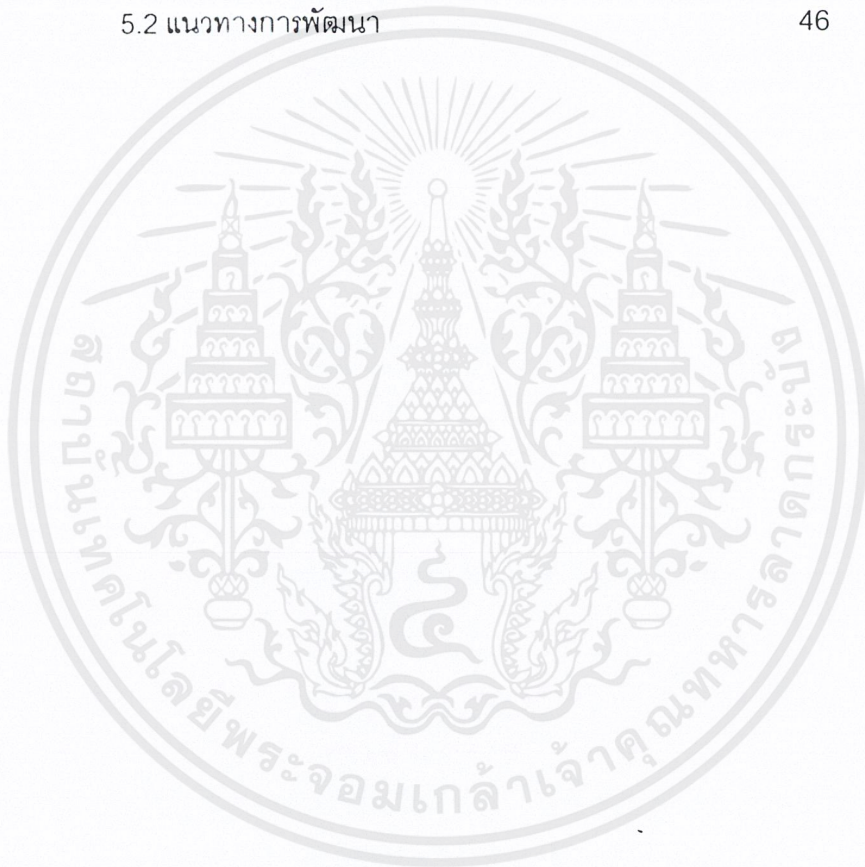 5.2 แนวทางการพัฒนา 46
สถาบันเทคโนโลยีพระจอมเกล้าเจ้าคุณทหารลาดกระบัง
๔